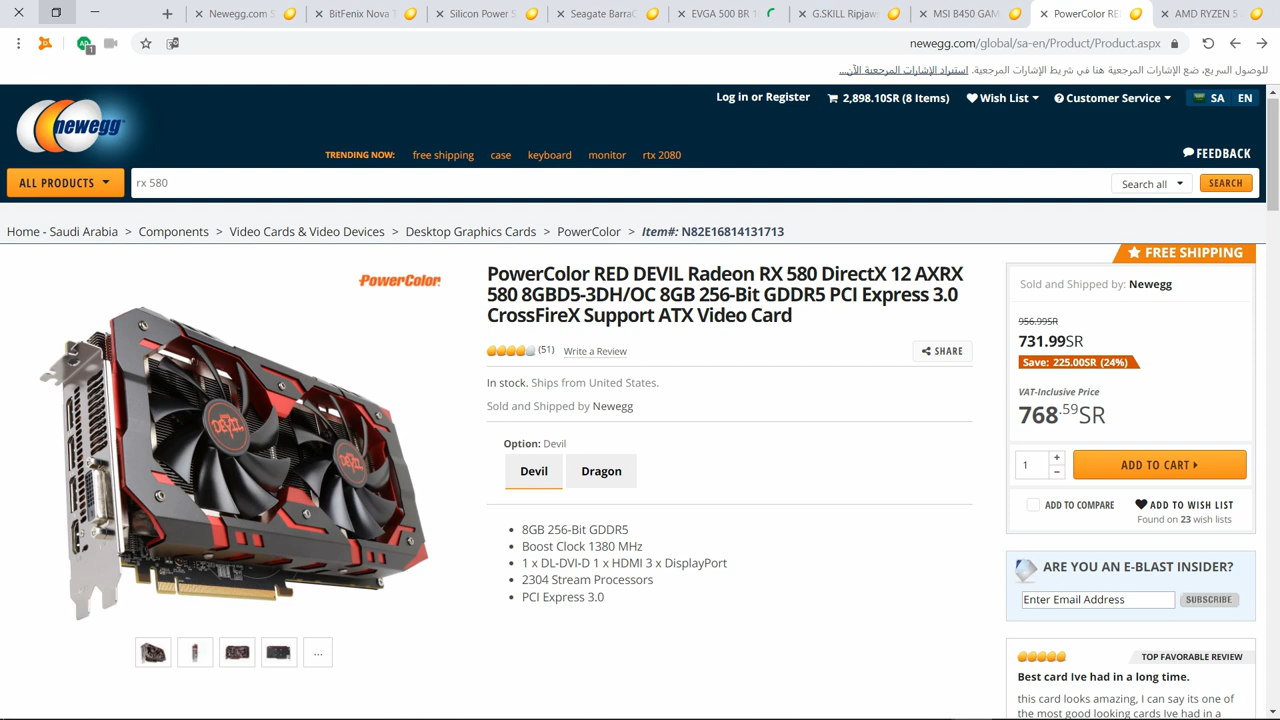 Newegg.com S
BitFenix Nova T
Silicon Power S
Seagate BarraC
EVGA 500 BR 1
G.SKILL Ripjaw
MSI B450 GAM
PowerColor RE
AMD RYZEN 5
1
newegg.com/global/sa-en/Product/Product.aspx
للوصول السريع، ضع الإشارات المرجعية هنا في شريط الإشارات المرجعية. استيراد الإشارات المرجعية الآن...
newegg
Log in or Register
2,898.10SR (8 Items)
Wish List
Customer Service
SA
EN
TRENDING NOW:
free shipping
case
keyboard
monitor
rtx 2080
FEEDBACK
ALL PRODUCTS
rx 580
Search all
SEARCH
Home - Saudi Arabia > Components > Video Cards & Video Devices > Desktop Graphics Cards > PowerColor > Item#: N82E16814131713
FREE SHIPPING
PowerColor
PowerColor RED DEVIL Radeon RX 580 DirectX 12 AXRX
580 8GBD5-3DH/OC 8GB 256-Bit GDDR5 PCI Express 3.0
CrossFireX Support ATX Video Card
(51) Write a Review
SHARE
In stock. Ships from United States.
Sold and Shipped by Newegg
Option: Devil
Devil
Dragon
8GB 256-Bit GDDR5
Boost Clock 1380 MHz
1 x DL-DVI-D 1 x HDMI 3 x DisplayPort
2304 Stream Processors
PCI Express 3.0
DEVIL
DEVIL
...
Sold and Shipped by: Newegg
956.99SR
731.99SR
Save: 225.00SR (24%)
VAT-Inclusive Price
768.59SR
1
+
−
ADD TO CART
ADD TO COMPARE
ADD TO WISH LIST
Found on 23 wish lists
ARE YOU AN E-BLAST INSIDER?
Enter Email Address
SUBSCRIBE
TOP FAVORABLE REVIEW
Best card Ive had in a long time.
this card looks amazing, I can say its one of
the most good looking cards Ive had in a